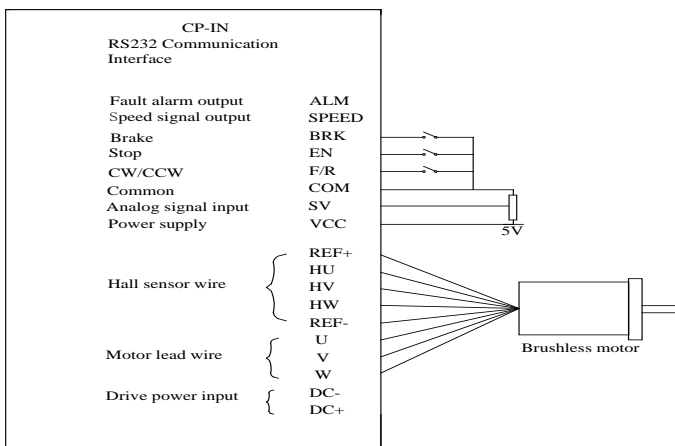 CP-IN
RS232 Communication
Interface
Fault alarm output ALM
Speed signal output SPEED
Brake BRK
Stop EN
CW/CCW F/R
Common COM
Analog signal input SV
Power supply VCC
5V
REF+
HU
Hall sensor wire HV
HW
REF-
U
Motor lead wire V
W
Brushless motor
Drive power input DC-
DC+